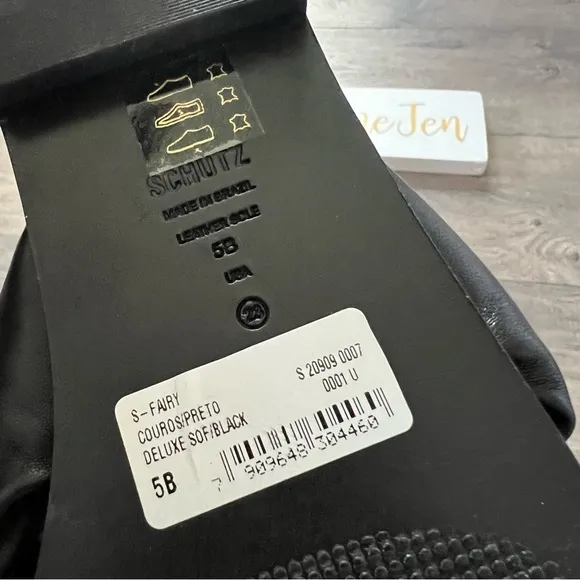 SCHUTZ
MADE IN BRAZIL
LEATHER SOLE
5B
USA
S-FAIRY
COUROS/PRETO
DELUXE SOF/BLACK
5B
S 20909 0007
0001 U
7 909648 304460
Jen